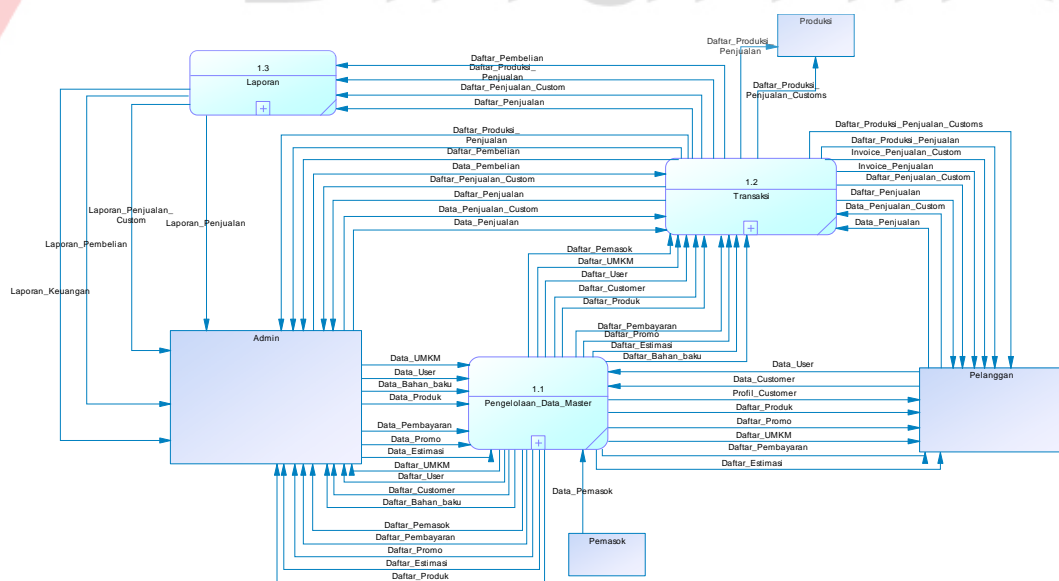 Produksi
Daftar_Produksi_
Penjualan
Daftar_Pembelian
Daftar_Produksi_
Penjualan
Daftar_Penjualan_Custom
Daftar_Penjualan
1.3
Laporan
Daftar_Produksi_
Penjualan_Customs
Daftar_Produksi_
Penjualan
Daftar_Pembelian
Data_Pembelian
Daftar_Penjualan_Custom
Daftar_Penjualan
Data_Penjualan_Custom
Data_Penjualan
1.2
Transaksi
Daftar_Produksi_Penjualan_Customs
Daftar_Produksi_Penjualan
Invoice_Penjualan_Custom
Invoice_Penjualan
Daftar_Penjualan_Custom
Daftar_Penjualan
Data_Penjualan_Custom
Data_Penjualan
Laporan_Penjualan_
Custom
Laporan_Penjualan
Laporan_Pembelian
Laporan_Keuangan
Daftar_Pemasok
Daftar_UMKM
Daftar_User
Daftar_Customer
Daftar_Produk
Daftar_Pembayaran
Daftar_Promo
Daftar_Estimasi
Daftar_Bahan_baku
Admin
Data_UMKM
Data_User
Data_Bahan_baku
Data_Produk
Data_Pembayaran
Data_Promo
Data_Estimasi
1.1
Pengelolaan_Data_Master
Data_User
Data_Customer
Profil_Customer
Daftar_Produk
Daftar_Promo
Daftar_UMKM
Daftar_Pembayaran
Daftar_Estimasi
Pelanggan
Daftar_UMKM
Daftar_User
Daftar_Customer
Daftar_Bahan_baku
Daftar_Pemasok
Daftar_Pembayaran
Daftar_Promo
Daftar_Estimasi
Daftar_Produk
Data_Pemasok
Pemasok